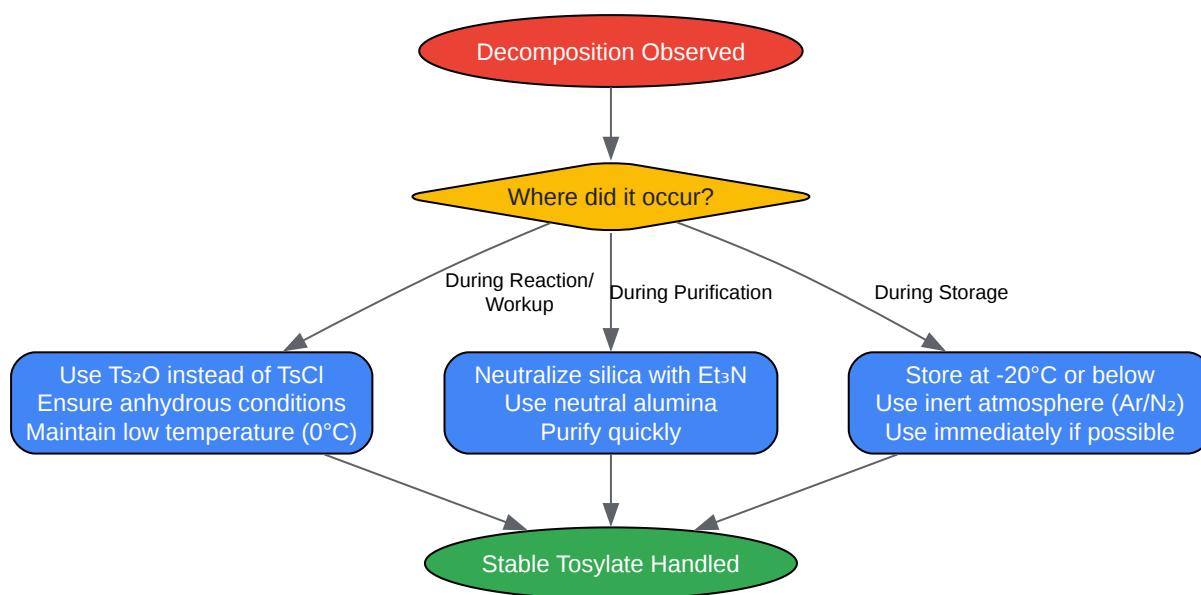 Decomposition Observed
Where did it occur?
During Reaction/
Workup
During Purification
During Storage
Use Ts₂O instead of TsCl
Ensure anhydrous conditions
Maintain low temperature (0°C)
Neutralize silica with Et₃N
Use neutral alumina
Purify quickly
Store at -20°C or below
Use inert atmosphere (Ar/N₂)
Use immediately if possible
Stable Tosylate Handled